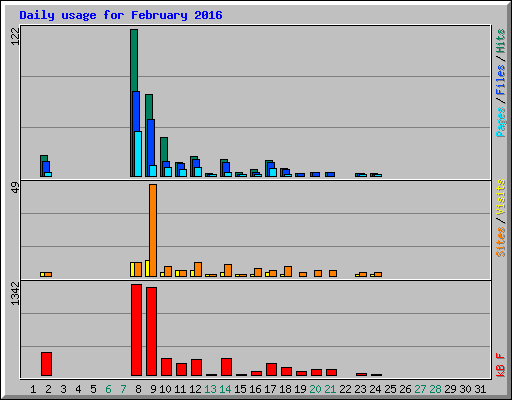 Daily usage for February 2016
122
Pages / Files / Hits
49
Sites / Visits
1342
kB F
1 2 3 4 5 6 7 8 9 10 11 12 13 14 15 16 17 18 19 20 21 22 23 24 25 26 27 28 29 30 31